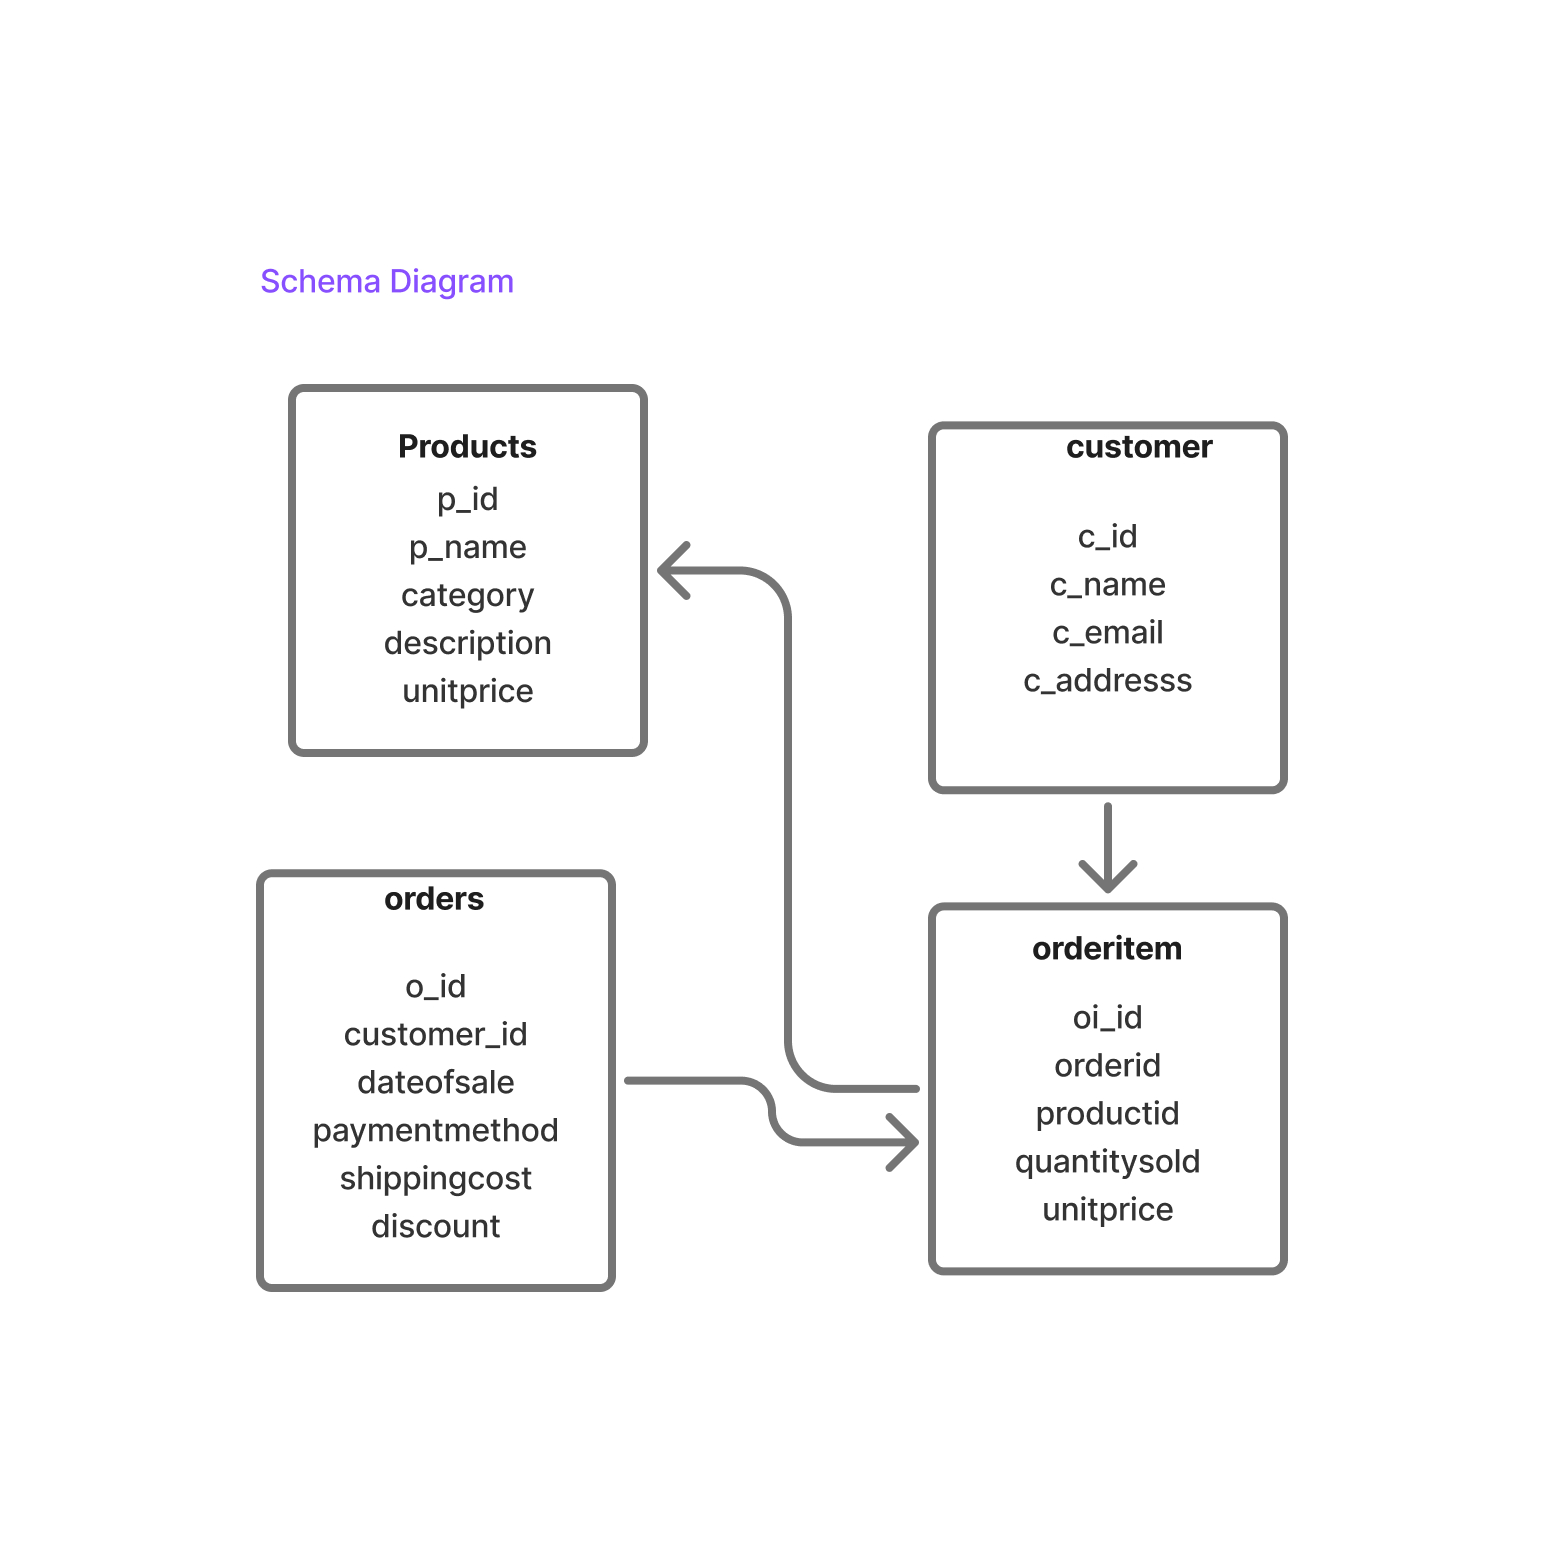 Schema Diagram
Products
p_id
p_name
category
description
unitprice
customer
c_id
c_name
c_email
c_addresss
orders
o_id
customer_id
dateofsale
paymentmethod
shippingcost
discount
orderitem
oi_id
orderid
productid
quantitysold
unitprice